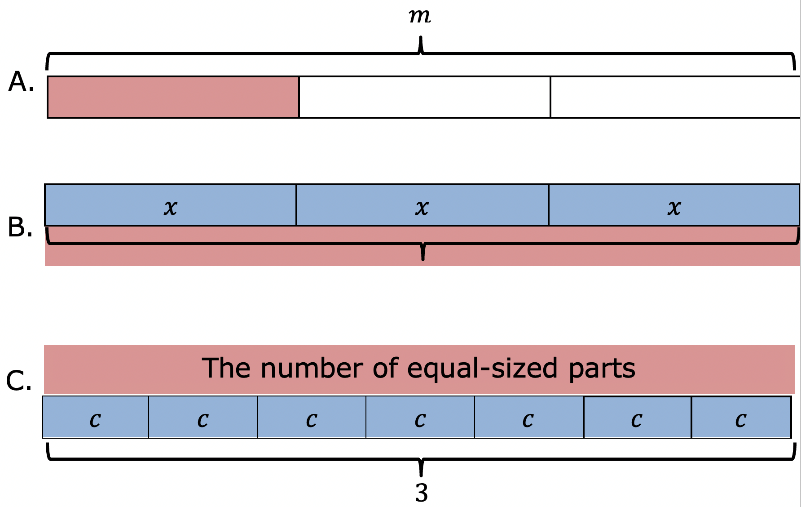 m
A.
x x x
B.
The number of equal-sized parts
C.
c c c c c c c
3